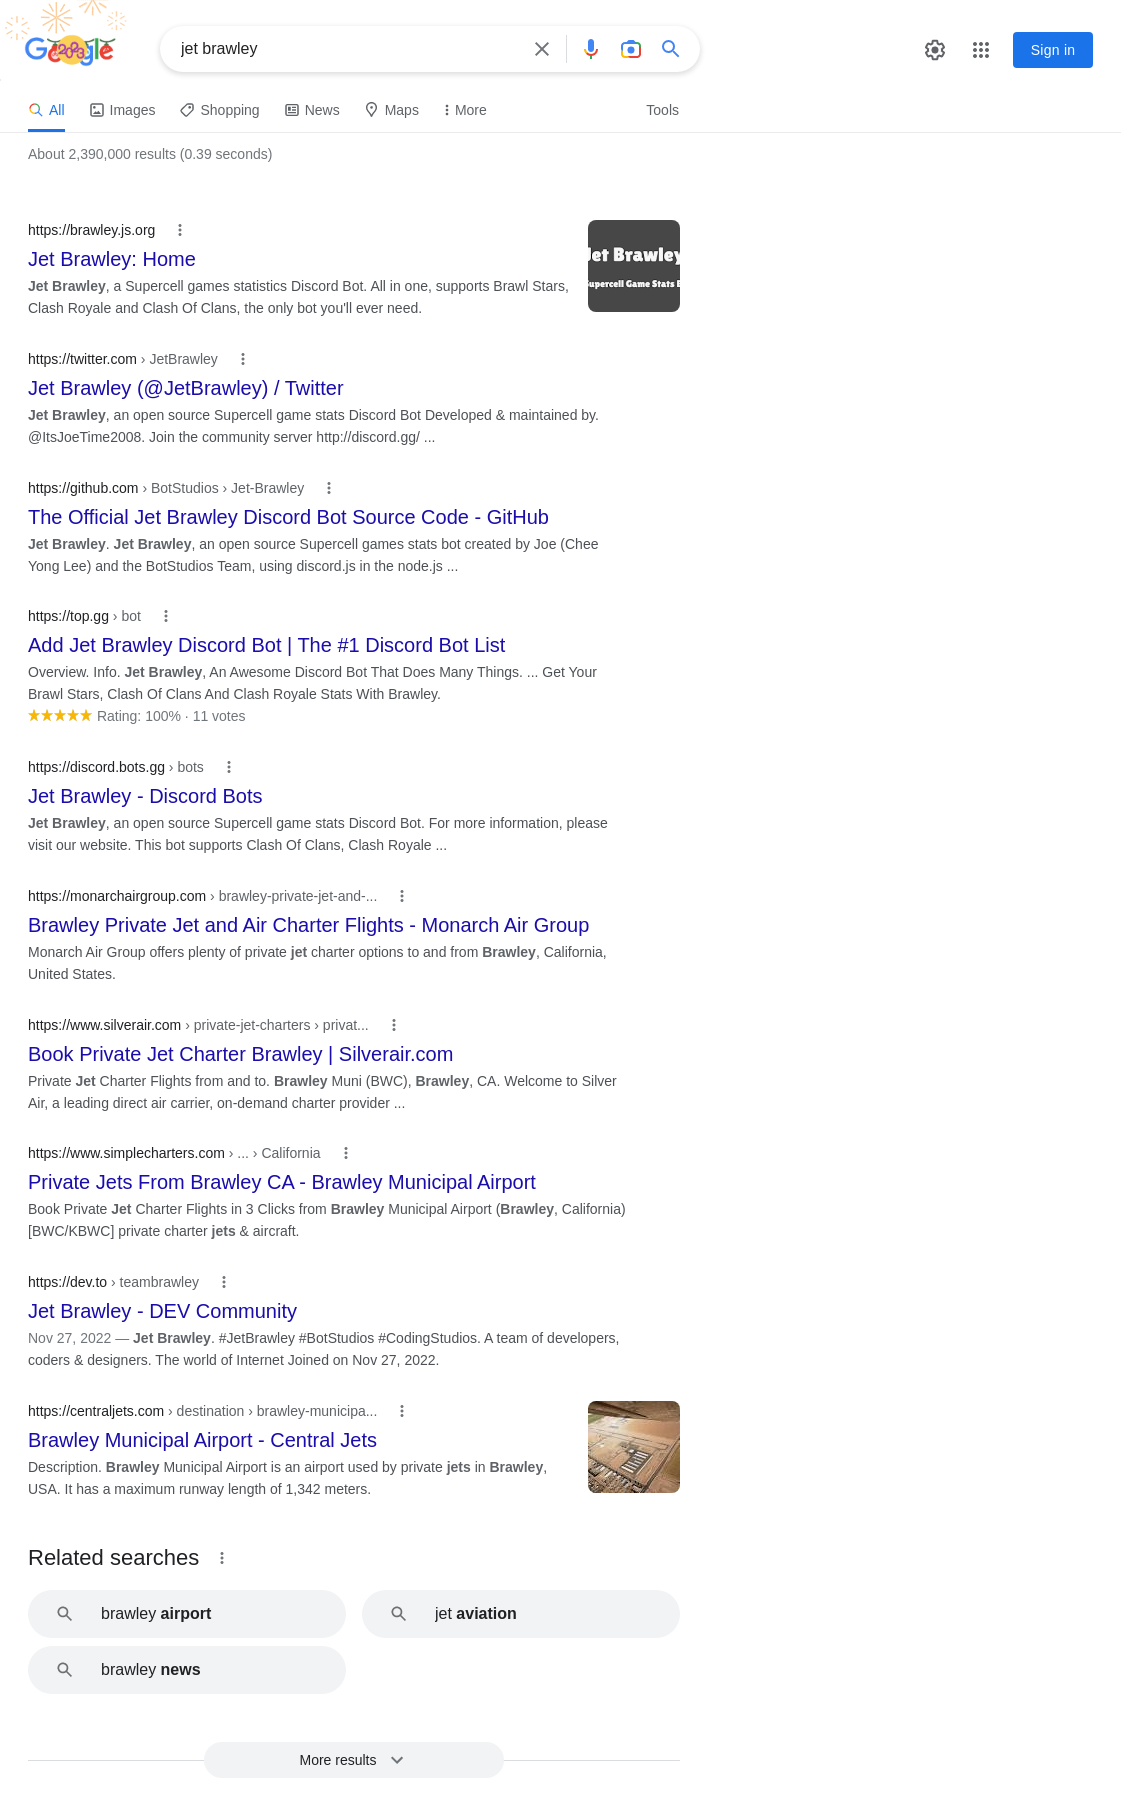 Google
2023
jet brawley
Sign in
All
Images
Shopping
News
Maps
More
Tools
About 2,390,000 results (0.39 seconds)
https://brawley.js.org
Jet Brawley: Home
Jet Brawley, a Supercell games statistics Discord Bot. All in one, supports Brawl Stars,
Clash Royale and Clash Of Clans, the only bot you'll ever need.
Jet Brawley
Supercell Game Stats B
https://twitter.com › JetBrawley
Jet Brawley (@JetBrawley) / Twitter
Jet Brawley, an open source Supercell game stats Discord Bot Developed & maintained by.
@ItsJoeTime2008. Join the community server http://discord.gg/ ...
https://github.com › BotStudios › Jet-Brawley
The Official Jet Brawley Discord Bot Source Code - GitHub
Jet Brawley. Jet Brawley, an open source Supercell games stats bot created by Joe (Chee
Yong Lee) and the BotStudios Team, using discord.js in the node.js ...
https://top.gg › bot
Add Jet Brawley Discord Bot | The #1 Discord Bot List
Overview. Info. Jet Brawley, An Awesome Discord Bot That Does Many Things. ... Get Your
Brawl Stars, Clash Of Clans And Clash Royale Stats With Brawley.
Rating: 100% · 11 votes
https://discord.bots.gg › bots
Jet Brawley - Discord Bots
Jet Brawley, an open source Supercell game stats Discord Bot. For more information, please
visit our website. This bot supports Clash Of Clans, Clash Royale ...
https://monarchairgroup.com › brawley-private-jet-and-...
Brawley Private Jet and Air Charter Flights - Monarch Air Group
Monarch Air Group offers plenty of private jet charter options to and from Brawley, California,
United States.
https://www.silverair.com › private-jet-charters › privat...
Book Private Jet Charter Brawley | Silverair.com
Private Jet Charter Flights from and to. Brawley Muni (BWC), Brawley, CA. Welcome to Silver
Air, a leading direct air carrier, on-demand charter provider ...
https://www.simplecharters.com › ... › California
Private Jets From Brawley CA - Brawley Municipal Airport
Book Private Jet Charter Flights in 3 Clicks from Brawley Municipal Airport (Brawley, California)
[BWC/KBWC] private charter jets & aircraft.
https://dev.to › teambrawley
Jet Brawley - DEV Community
Nov 27, 2022 — Jet Brawley. #JetBrawley #BotStudios #CodingStudios. A team of developers,
coders & designers. The world of Internet Joined on Nov 27, 2022.
https://centraljets.com › destination › brawley-municipa...
Brawley Municipal Airport - Central Jets
Description. Brawley Municipal Airport is an airport used by private jets in Brawley,
USA. It has a maximum runway length of 1,342 meters.
Related searches
brawley airport
jet aviation
brawley news
More results